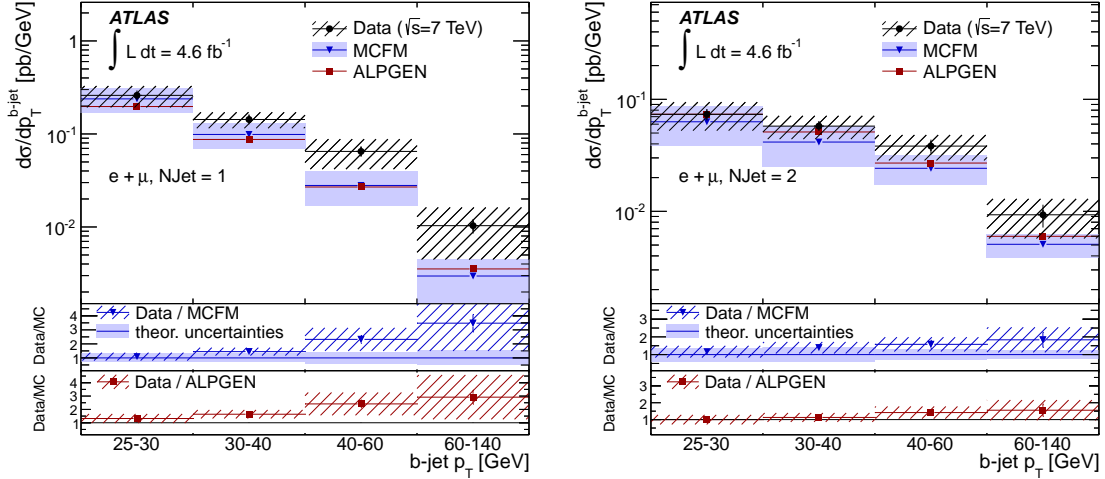 ATLAS
∫ L dt = 4.6 fb⁻¹
Data (√s=7 TeV)
MCFM
ALPGEN
dσ/dp_T^b-jet [pb/GeV]
1
10⁻¹
10⁻²
e + μ, NJet = 1
Data/MC
4
3
2
1
Data / MCFM
theor. uncertainties
Data/MC
4
3
2
1
Data / ALPGEN
25-30 30-40 40-60 60-140
b-jet p_T [GeV]
ATLAS
∫ L dt = 4.6 fb⁻¹
Data (√s=7 TeV)
MCFM
ALPGEN
dσ/dp_T^b-jet [pb/GeV]
10⁻¹
10⁻²
e + μ, NJet = 2
Data/MC
3
2
1
Data / MCFM
theor. uncertainties
Data/MC
3
2
1
Data / ALPGEN
25-30 30-40 40-60 60-140
b-jet p_T [GeV]